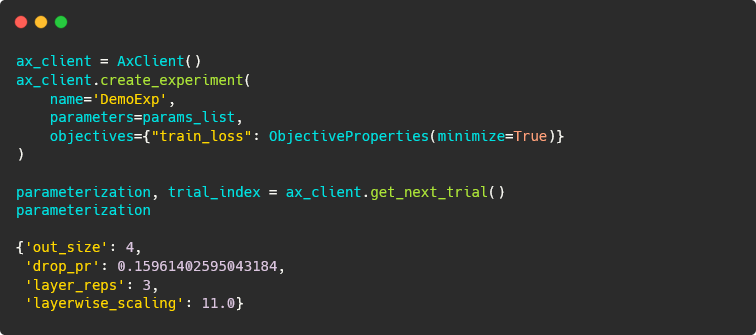 ax_client = AxClient()
ax_client.create_experiment(
    name='DemoExp',
    parameters=params_list,
    objectives={"train_loss": ObjectiveProperties(minimize=True)}
)

parameterization, trial_index = ax_client.get_next_trial()
parameterization

{'out_size': 4,
 'drop_pr': 0.15961402595043184,
 'layer_reps': 3,
 'layerwise_scaling': 11.0}